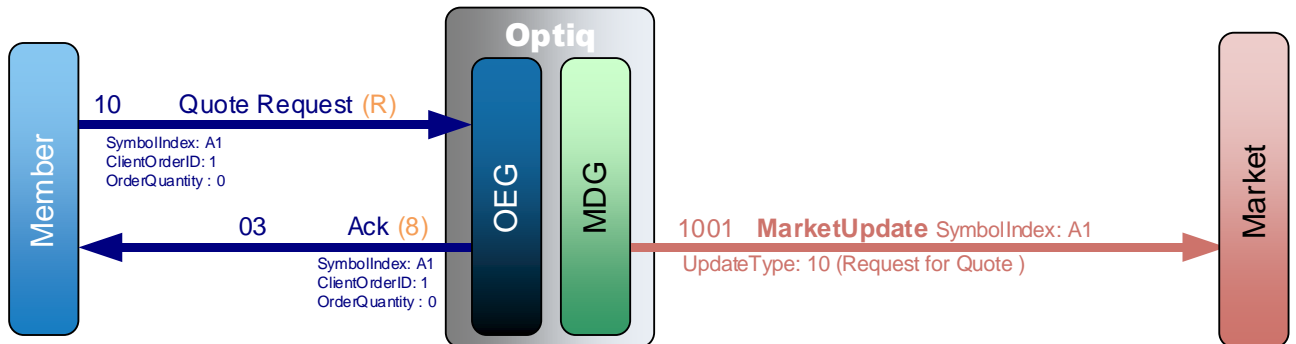 Optiq
Member
10 Quote Request (R)
SymbolIndex: A1
ClientOrderID: 1
OrderQuantity : 0
03 Ack (8)
SymbolIndex: A1
ClientOrderID: 1
OrderQuantity : 0
OEG
MDG
1001 MarketUpdate SymbolIndex: A1
UpdateType: 10 (Request for Quote )
Market